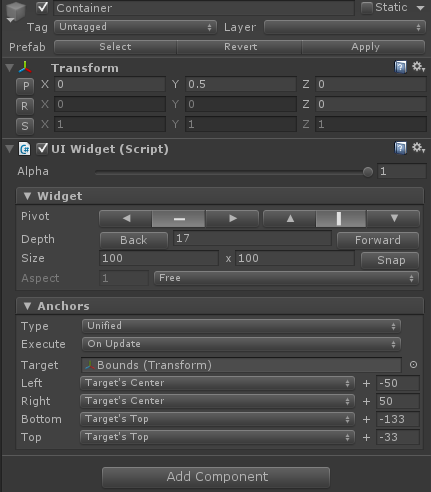 Container Static
Tag Untagged Layer
Prefab Select Revert Apply
Transform
P X 0 Y 0.5 Z 0
R X 0 Y 0 Z 0
S X 1 Y 1 Z 1
UI Widget (Script)
Alpha 1
Widget
Pivot
Depth Back 17 Forward
Size 100 x 100 Snap
Aspect 1 Free
Anchors
Type Unified
Execute On Update
Target Bounds (Transform)
Left Target's Center + -50
Right Target's Center + 50
Bottom Target's Top + -133
Top Target's Top + -33
Add Component